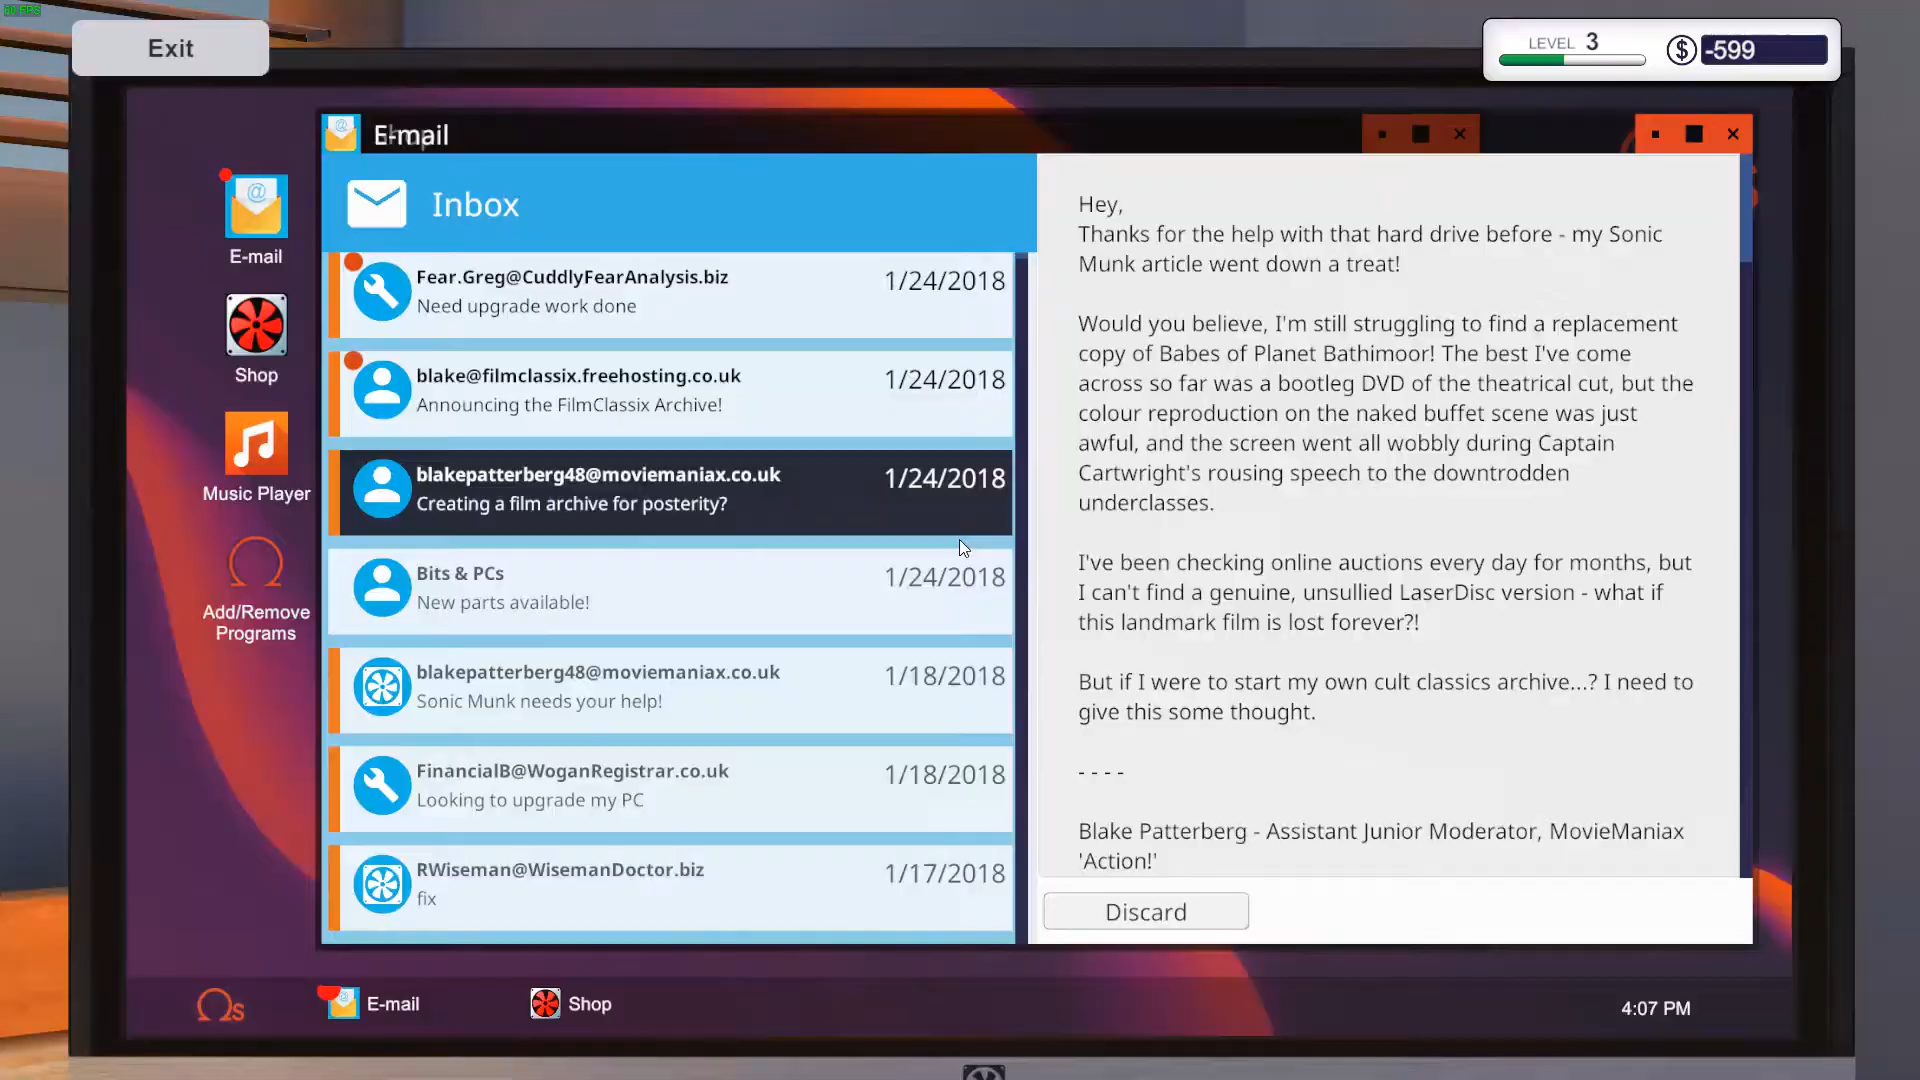 Exit
LEVEL 3
$ -599
E-mail
E-mail
Shop
Music Player
Add/Remove
Programs
Inbox
Fear.Greg@CuddlyFearAnalysis.biz 1/24/2018
Need upgrade work done
blake@filmclassix.freehosting.co.uk 1/24/2018
Announcing the FilmClassix Archive!
blakepatterberg48@moviemaniax.co.uk 1/24/2018
Creating a film archive for posterity?
Bits & PCs 1/24/2018
New parts available!
blakepatterberg48@moviemaniax.co.uk 1/18/2018
Sonic Munk needs your help!
FinancialB@WoganRegistrar.co.uk 1/18/2018
Looking to upgrade my PC
RWiseman@WisemanDoctor.biz 1/17/2018
fix
Hey,
Thanks for the help with that hard drive before - my Sonic
Munk article went down a treat!
Would you believe, I'm still struggling to find a replacement
copy of Babes of Planet Bathimoor! The best I've come
across so far was a bootleg DVD of the theatrical cut, but the
colour reproduction on the naked buffet scene was just
awful, and the screen went all wobbly during Captain
Cartwright's rousing speech to the downtrodden
underclasses.
I've been checking online auctions every day for months, but
I can't find a genuine, unsullied LaserDisc version - what if
this landmark film is lost forever?!
But if I were to start my own cult classics archive...? I need to
give this some thought.
- - - -
Blake Patterberg - Assistant Junior Moderator, MovieManiax
'Action!'
Discard
Ωs
E-mail
Shop
4:07 PM